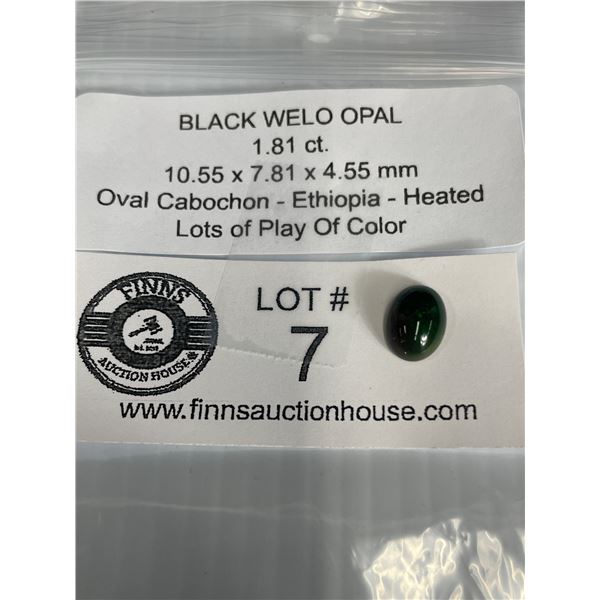 BLACK WELO OPAL
1.81 ct.
10.55 x 7.81 x 4.55 mm
Oval Cabochon - Ethiopia - Heated
Lots of Play Of Color
FINNS
AUCTION HOUSE
LOT #
7
www.finnsauctionhouse.com